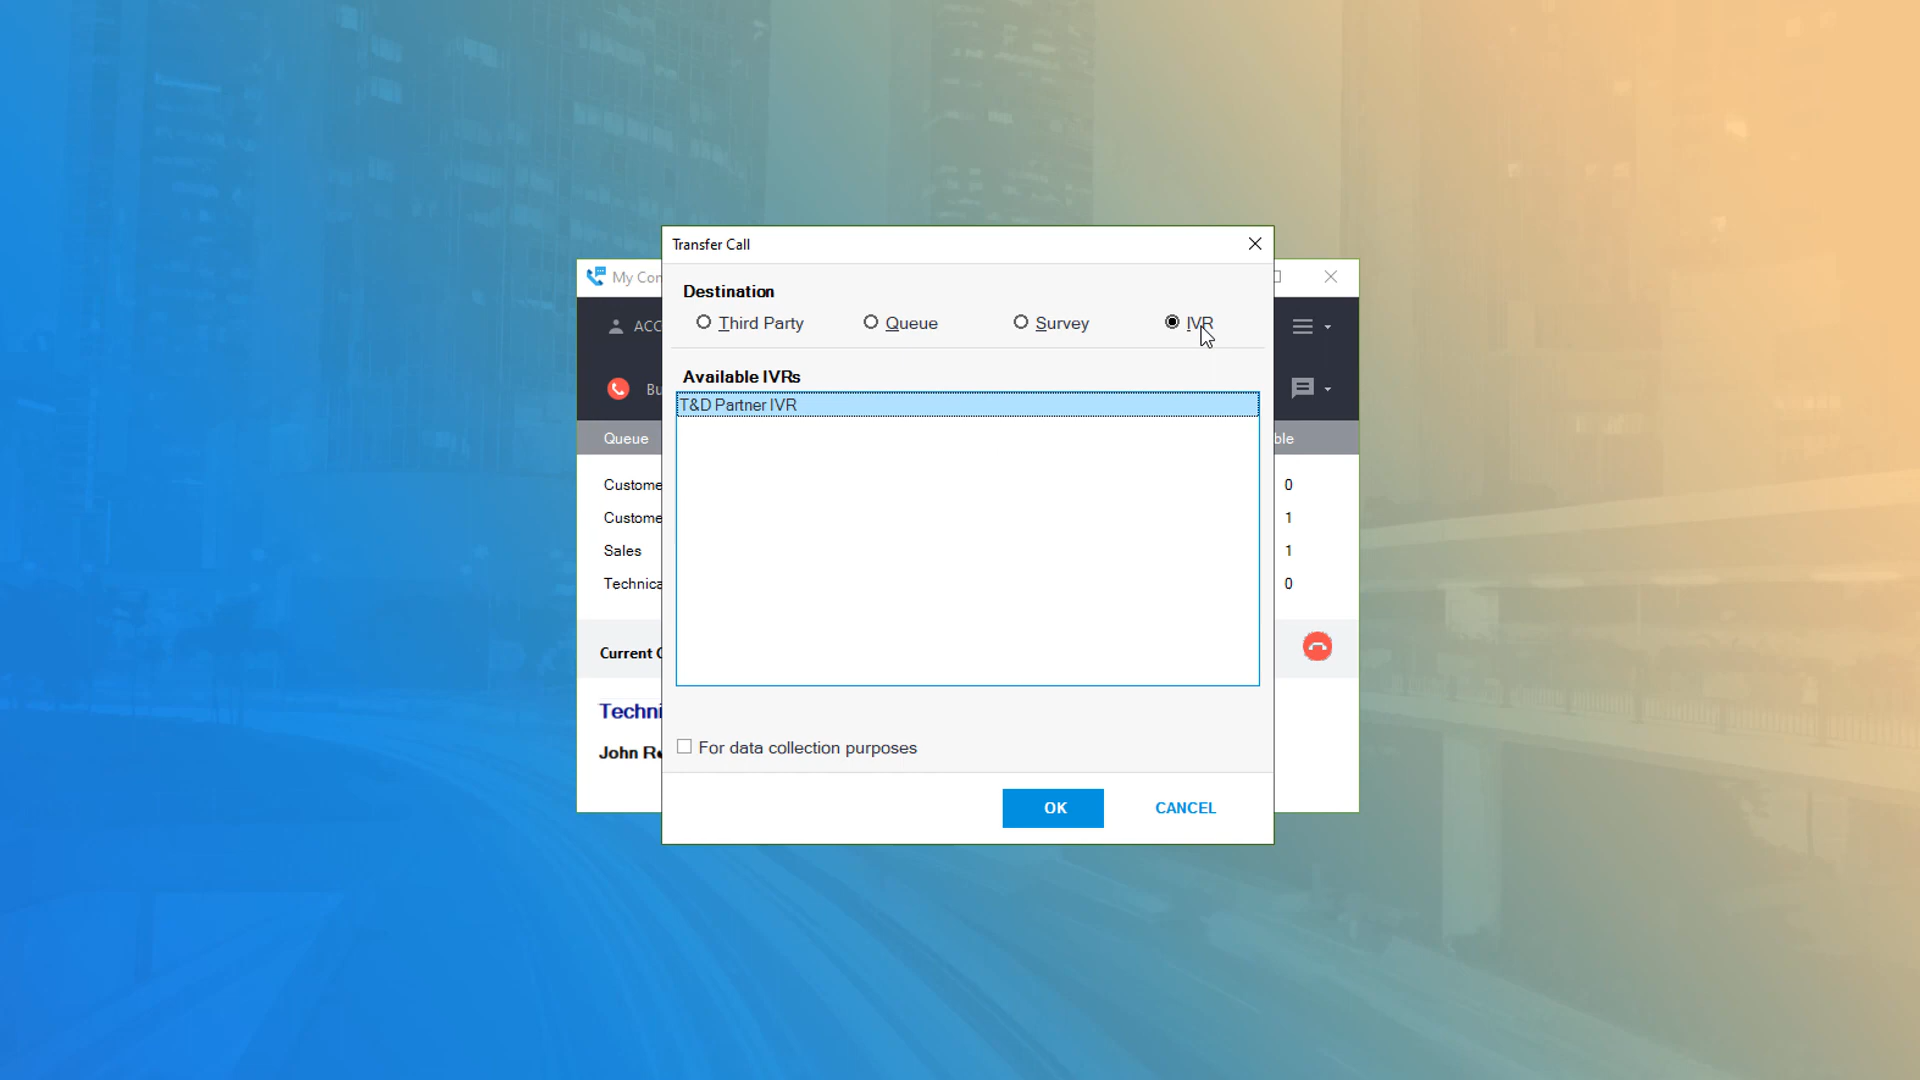 Transfer Call
My Con
Destination
Third Party Queue Survey IVR
ACC
Available IVRs
T&D Partner IVR
Bu
Queue
ble
Custome 0
Custome 1
Sales 1
Technica 0
Current
Techni
John R
For data collection purposes
OK CANCEL